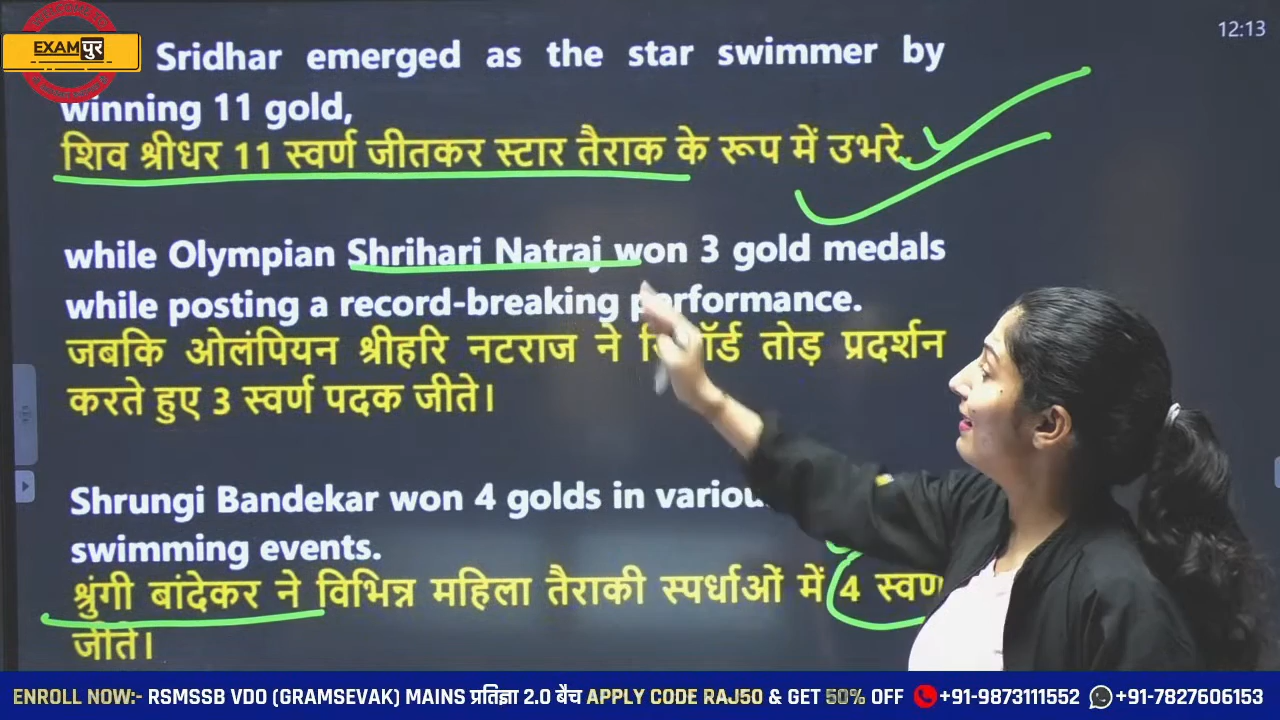 EXAMपुर
12:13
Sridhar emerged as the star swimmer by
winning 11 gold,
शिव श्रीधर 11 स्वर्ण जीतकर स्टार तैराक के रूप में उभरे
while Olympian Shrihari Natraj won 3 gold medals
while posting a record-breaking performance.
जबकि ओलंपियन श्रीहरि नटराज ने तोड़ प्रदर्शन
करते हुए 3 स्वर्ण पदक जीते।
Shrungi Bandekar won 4 golds in
swimming events.
श्रुंगी बांदेकर ने विभिन्न महिला तैराकी स्पर्धाओं में 4
जीते।
ENROLL NOW:- RSMSSB VDO (GRAMSEVAK) MAINS प्रतिज्ञा 2.0 बैच APPLY CODE RAJ50 & GET 50% OFF +91-9873111552 +91-7827606153